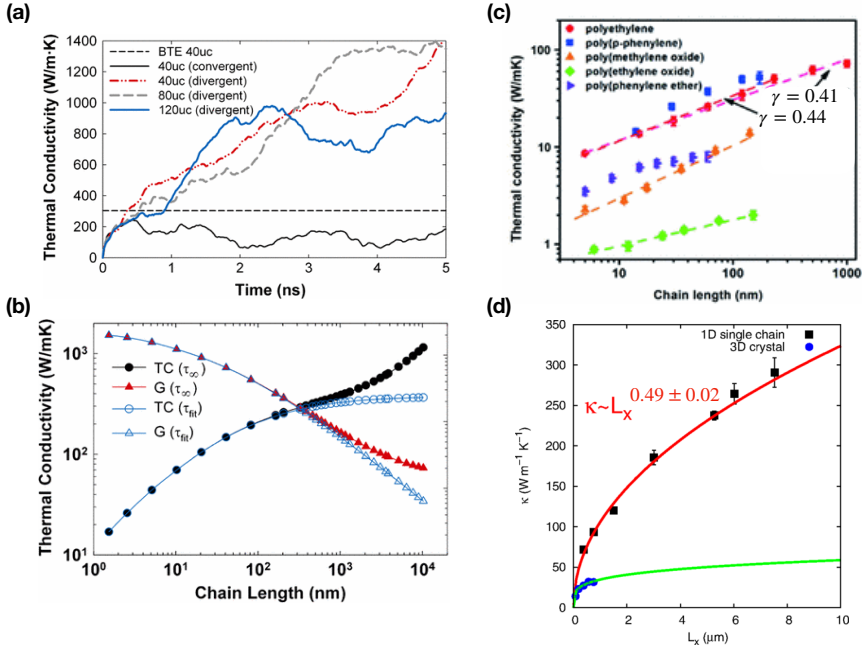 (a)
Thermal Conductivity (W/m·K)
1400
1200
1000
800
600
400
200
0
BTE 40uc
40uc (convergent)
40uc (divergent)
80uc (divergent)
120uc (divergent)
0 1 2 3 4 5
Time (ns)
(b)
Thermal Conductivity (W/mK)
10³
10²
10¹
TC (τ∞)
G (τ∞)
TC (τfit)
G (τfit)
10⁰ 10¹ 10² 10³ 10⁴
Chain Length (nm)
(c)
Thermal conductivity (W/mK)
100
10
1
polyethylene
poly(p-phenylene)
poly(methylene oxide)
poly(ethylene oxide)
poly(phenylene ether)
γ = 0.41
γ = 0.44
10 100 1000
Chain length (nm)
(d)
κ (W m⁻¹ K⁻¹)
350
300
250
200
150
100
50
0
1D single chain
3D crystal
κ~Lₓ 0.49 ± 0.02
0 2 4 6 8 10
Lₓ (μm)